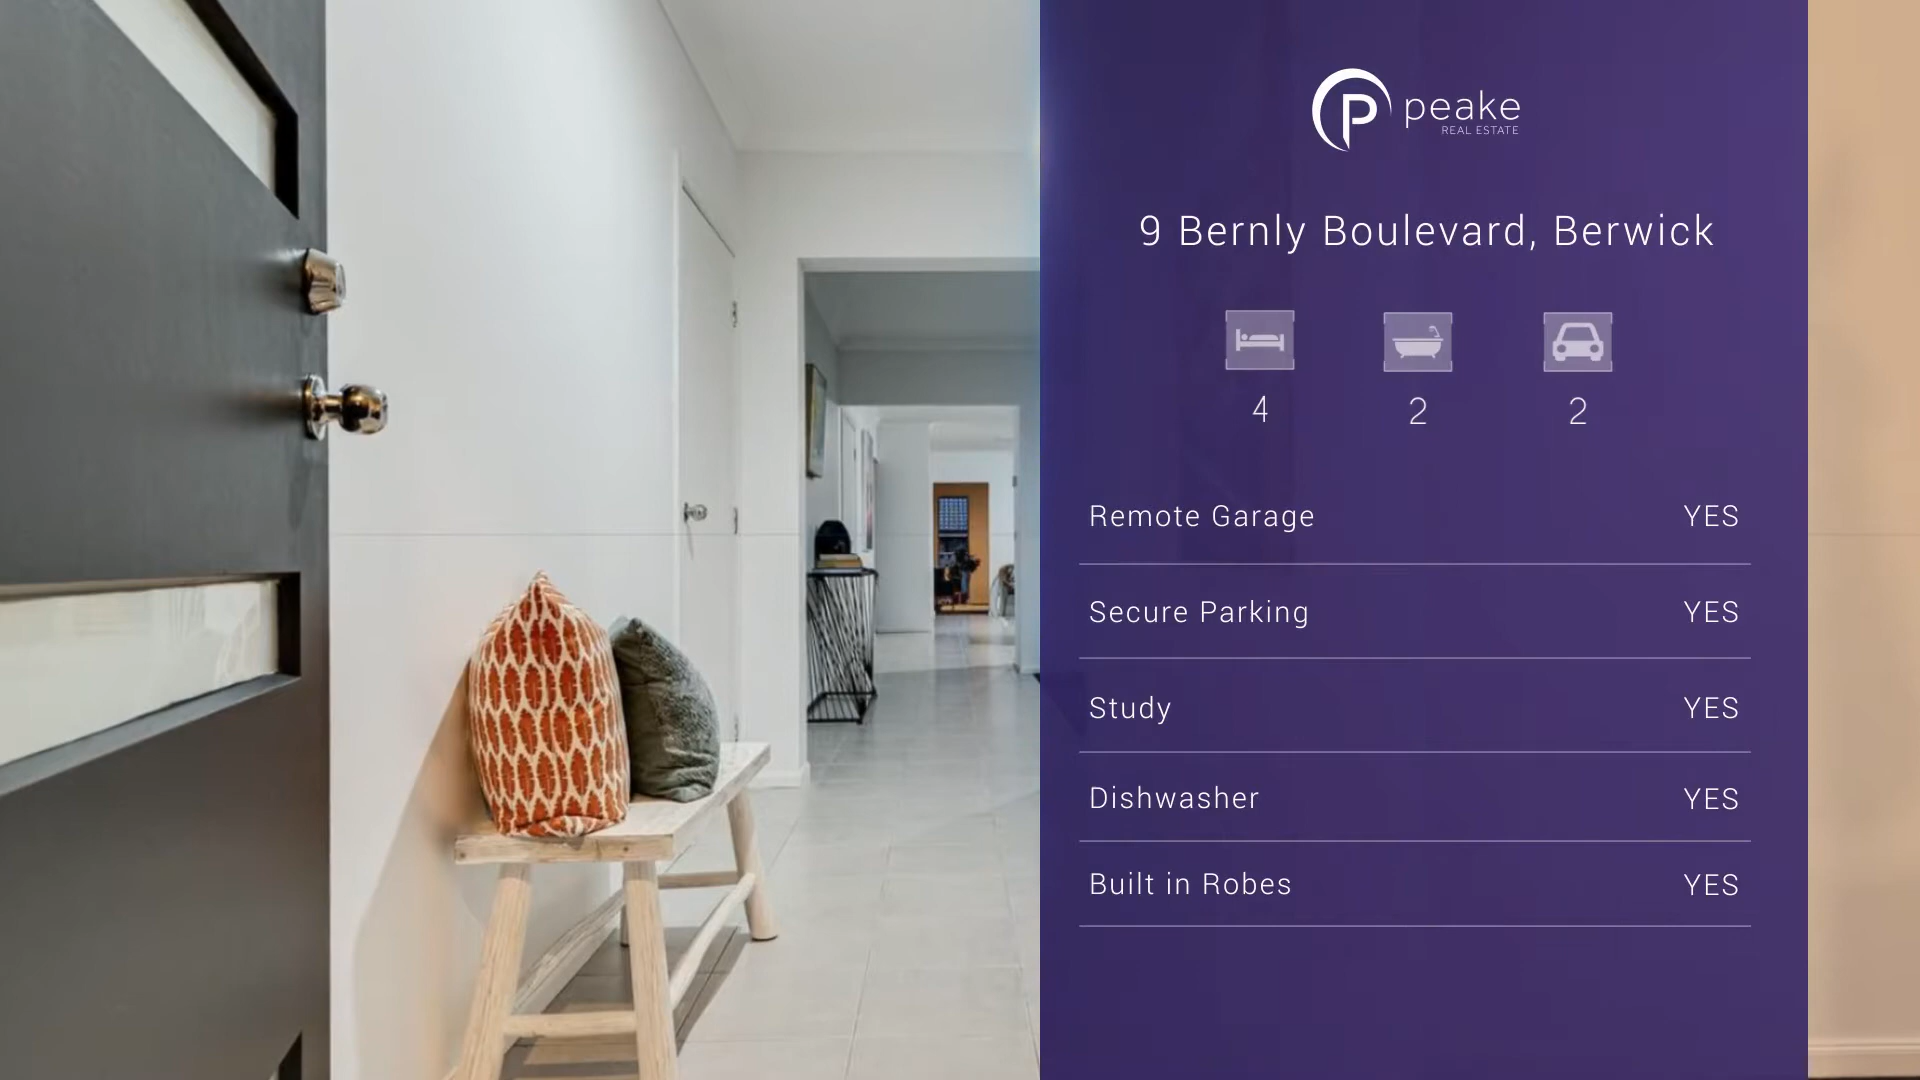 P peake
REAL ESTATE
9 Bernly Boulevard, Berwick
4 2 2
Remote Garage YES
Secure Parking YES
Study YES
Dishwasher YES
Built in Robes YES